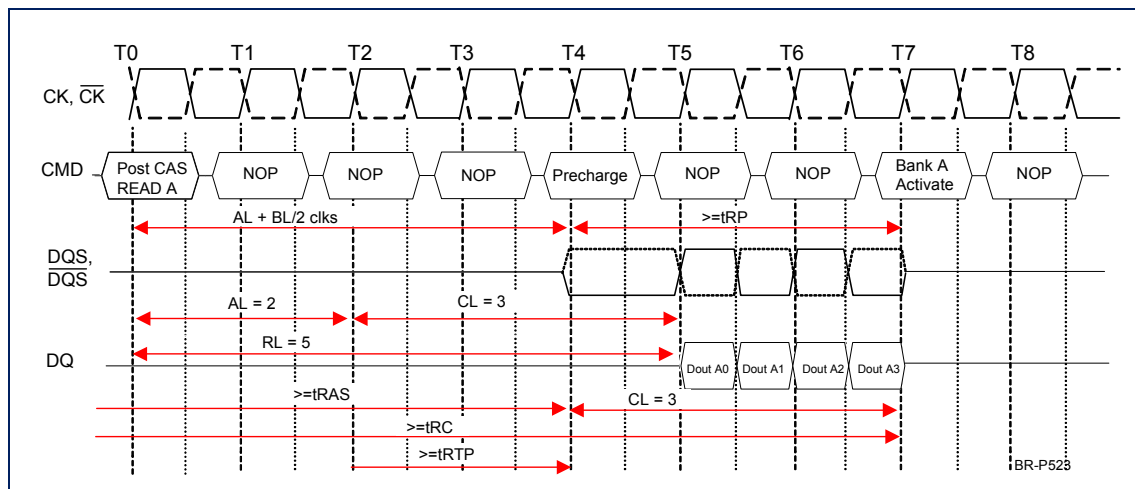 T0 T1 T2 T3 T4 T5 T6 T7 T8
CK, CK
CMD
Post CAS
READ A
NOP
NOP
NOP
Precharge
NOP
NOP
Bank A
Activate
NOP
AL + BL/2 clks
>=tRP
DQS,
DQS
AL = 2
CL = 3
RL = 5
DQ
Dout A0
Dout A1
Dout A2
Dout A3
>=tRAS
CL = 3
>=tRC
>=tRTP
BR-P523